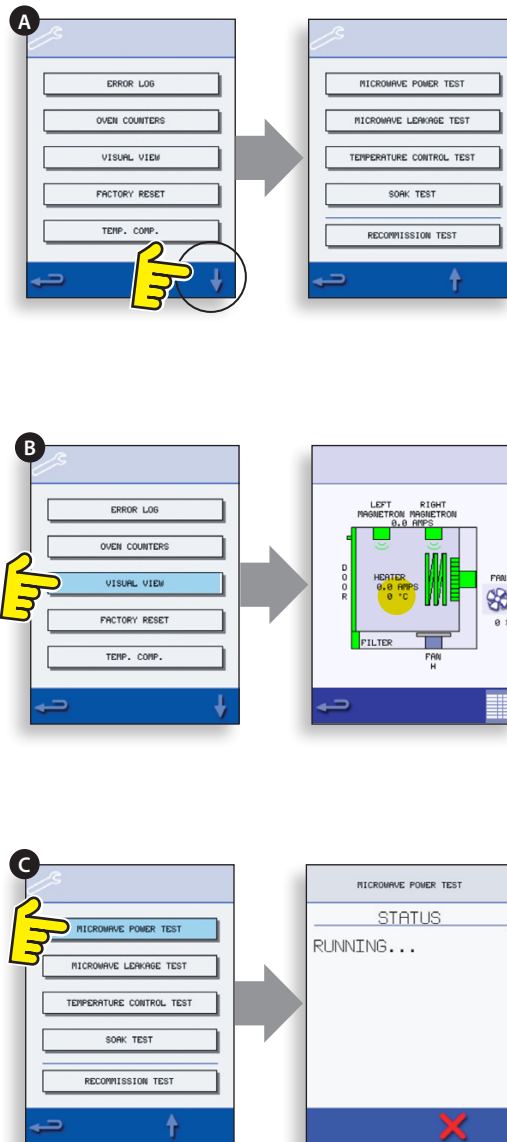 A
ERROR LOG
OVEN COUNTERS
VISUAL VIEW
FACTORY RESET
TEMP. COMP.
MICROWAVE POWER TEST
MICROWAVE LEAKAGE TEST
TEMPERATURE CONTROL TEST
SOAK TEST
RECOMMISSION TEST
B
ERROR LOG
OVEN COUNTERS
VISUAL VIEW
FACTORY RESET
TEMP. COMP.
LEFT RIGHT
MAGNETRON MAGNETRON
0.0 AMPS
DOOR
HEATER
0.0 AMPS
0 °C
FAN
0
FILTER
FAN
H
C
MICROWAVE POWER TEST
MICROWAVE LEAKAGE TEST
TEMPERATURE CONTROL TEST
SOAK TEST
RECOMMISSION TEST
MICROWAVE POWER TEST
STATUS
RUNNING...